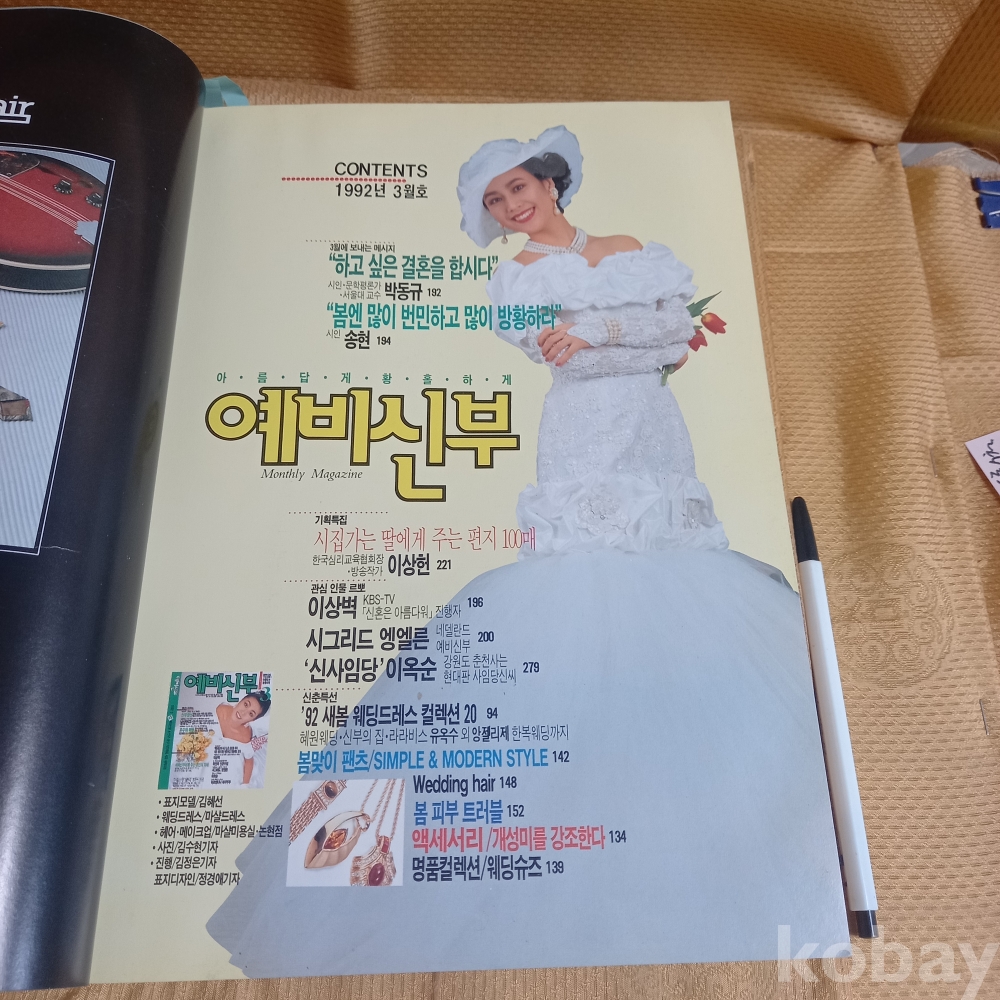 air
CONTENTS
1992년 3월호
3월에 보내는 메시지
“하고 싶은 결혼을 합시다”
시인·문학평론가
·서울대 교수 박동규 192
“봄엔 많이 번민하고 많이 방황하라”
시인 송현 194
아·름·답·게·황·홀·하·게
예비신부
Monthly Magazine
기획특집
시집가는 딸에게 주는 편지 100매
한국심리교육협회장
·방송작가 이상헌 221
관심 인물 르뽀
이상벽 KBS-TV
「신혼은 아름다워」 진행자 196
시그리드 엥엘른 네덜란드
예비신부 200
‘신사임당’ 이옥순 강원도 춘천사는
현대판 사임당신씨 279
신춘특선
’92 새봄 웨딩드레스 컬렉션 20 94
혜원웨딩·신부의 집·라라비스 유옥수 외 앙젤리제 한복웨딩까지
봄맞이 팬츠/SIMPLE & MODERN STYLE 142
Wedding hair 148
봄 피부 트러블 152
액세서리/개성미를 강조한다 134
명품컬렉션/웨딩슈즈 139
예비신부
·표지모델/김혜선
·웨딩드레스/마샬드레스
·헤어·메이크업/마샬미용실·논현점
·사진/김수현기자
·진행/김정은기자
표지디자인/정경애기자
kobay